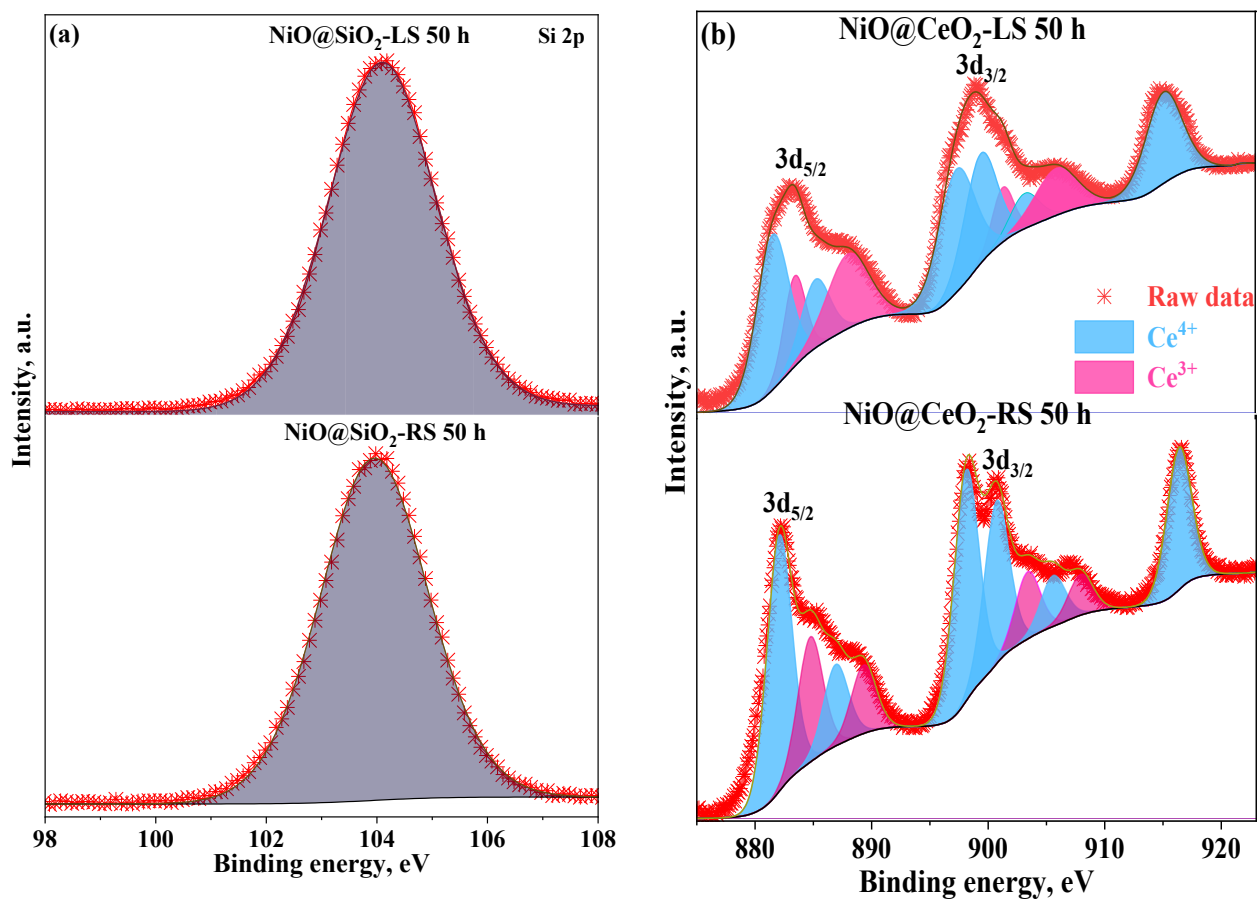 (a)
NiO@SiO₂-LS 50 h
Si 2p
NiO@SiO₂-RS 50 h
Intensity, a.u.
98 100 102 104 106 108
Binding energy, eV
(b)
NiO@CeO₂-LS 50 h
3d₃/₂
3d₅/₂
Raw data
Ce⁴⁺
Ce³⁺
NiO@CeO₂-RS 50 h
3d₃/₂
3d₅/₂
Intensity, a.u.
880 890 900 910 920
Binding energy, eV